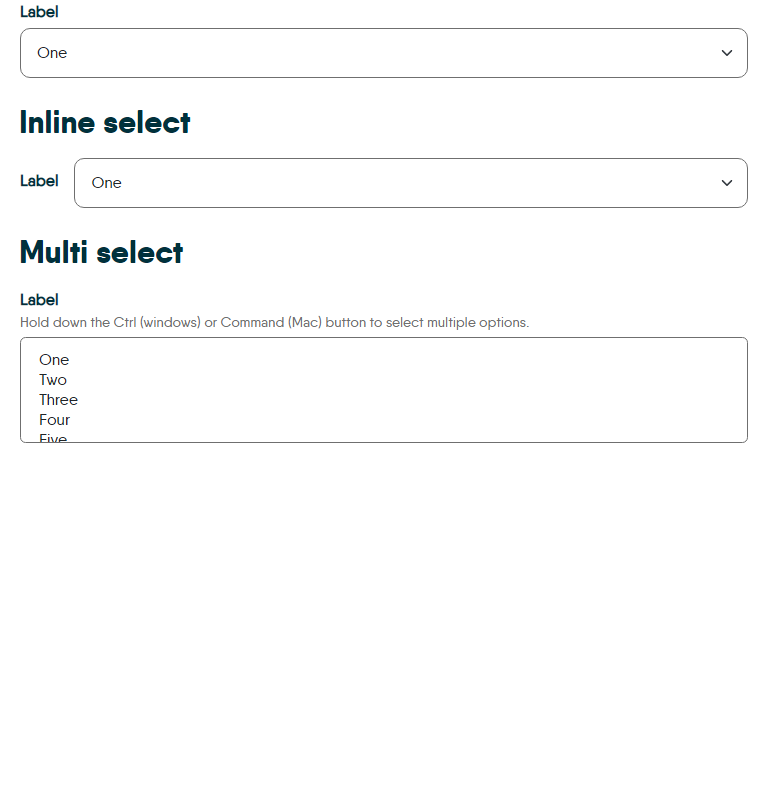 Label
One
Inline select
Label
One
Multi select
Label
Hold down the Ctrl (windows) or Command (Mac) button to select multiple options.
One
Two
Three
Four
Five